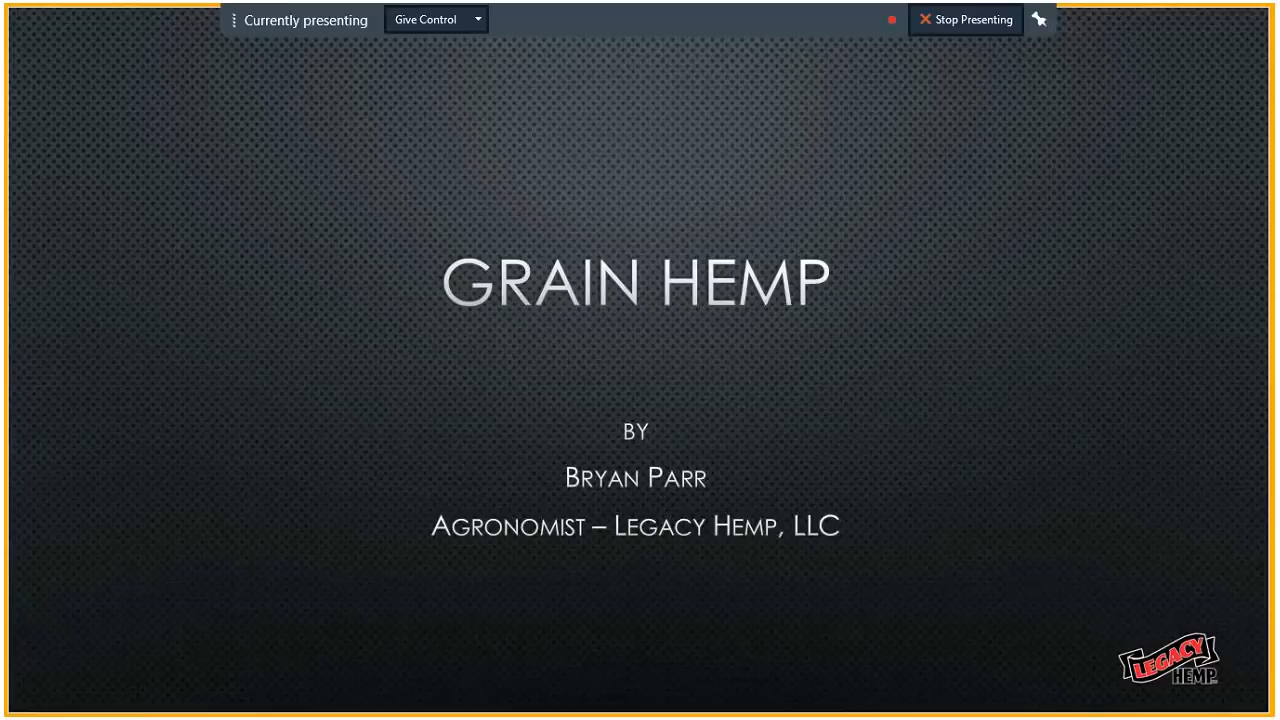 Currently presenting
Give Control
Stop Presenting
GRAIN HEMP
BY
BRYAN PARR
AGRONOMIST – LEGACY HEMP, LLC
LEGACY
HEMP